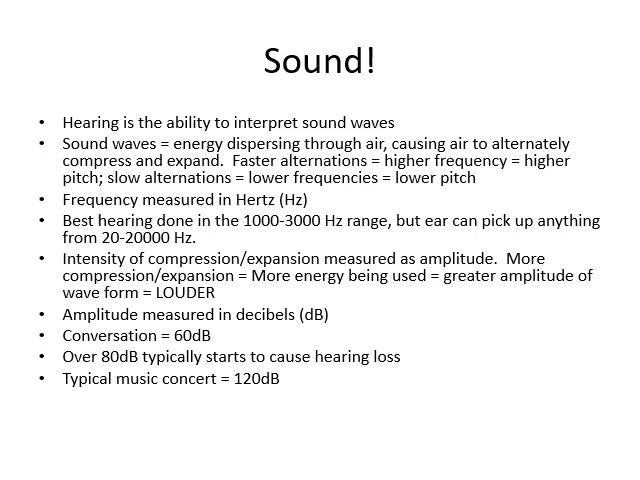 Sound!
• Hearing is the ability to interpret sound waves
• Sound waves = energy dispersing through air, causing air to alternately
compress and expand.  Faster alternations = higher frequency = higher
pitch; slow alternations = lower frequencies = lower pitch
• Frequency measured in Hertz (Hz)
• Best hearing done in the 1000-3000 Hz range, but ear can pick up anything
from 20-20000 Hz.
• Intensity of compression/expansion measured as amplitude.  More
compression/expansion = More energy being used = greater amplitude of
wave form = LOUDER
• Amplitude measured in decibels (dB)
• Conversation = 60dB
• Over 80dB typically starts to cause hearing loss
• Typical music concert = 120dB